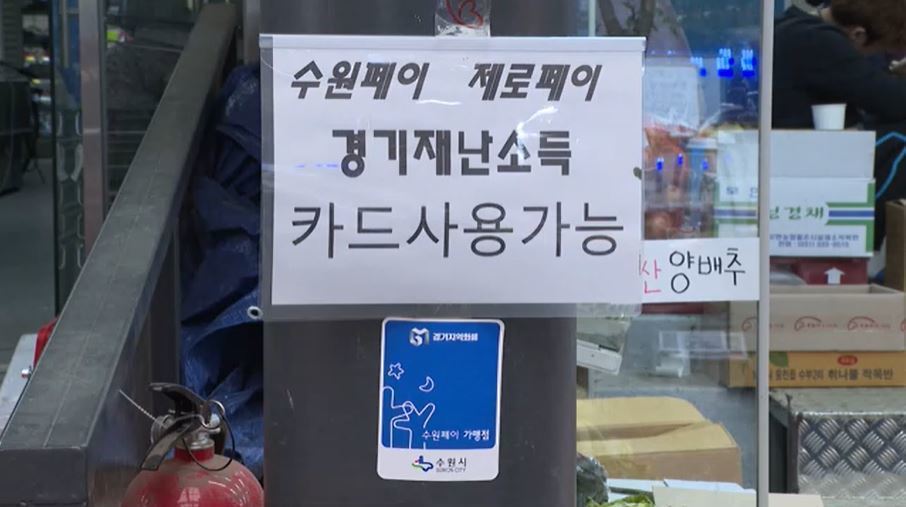 수원페이 제로페이
경기재난소득
카드사용가능
산 양배추
경기지역화폐
수원페이 가맹점
수원시
SUWON CITY